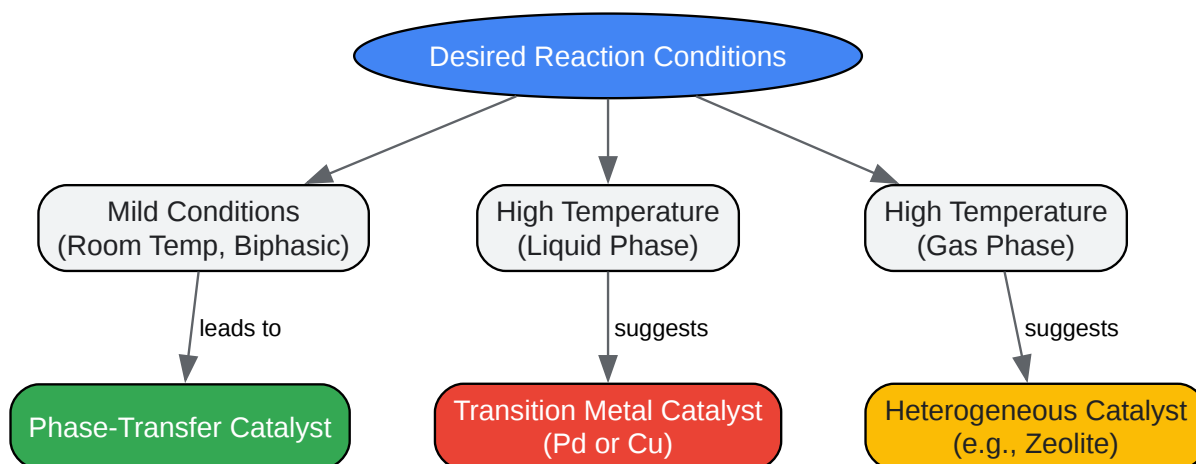 Desired Reaction Conditions
Mild Conditions
(Room Temp, Biphasic)
High Temperature
(Liquid Phase)
High Temperature
(Gas Phase)
leads to
suggests
suggests
Phase-Transfer Catalyst
Transition Metal Catalyst
(Pd or Cu)
Heterogeneous Catalyst
(e.g., Zeolite)